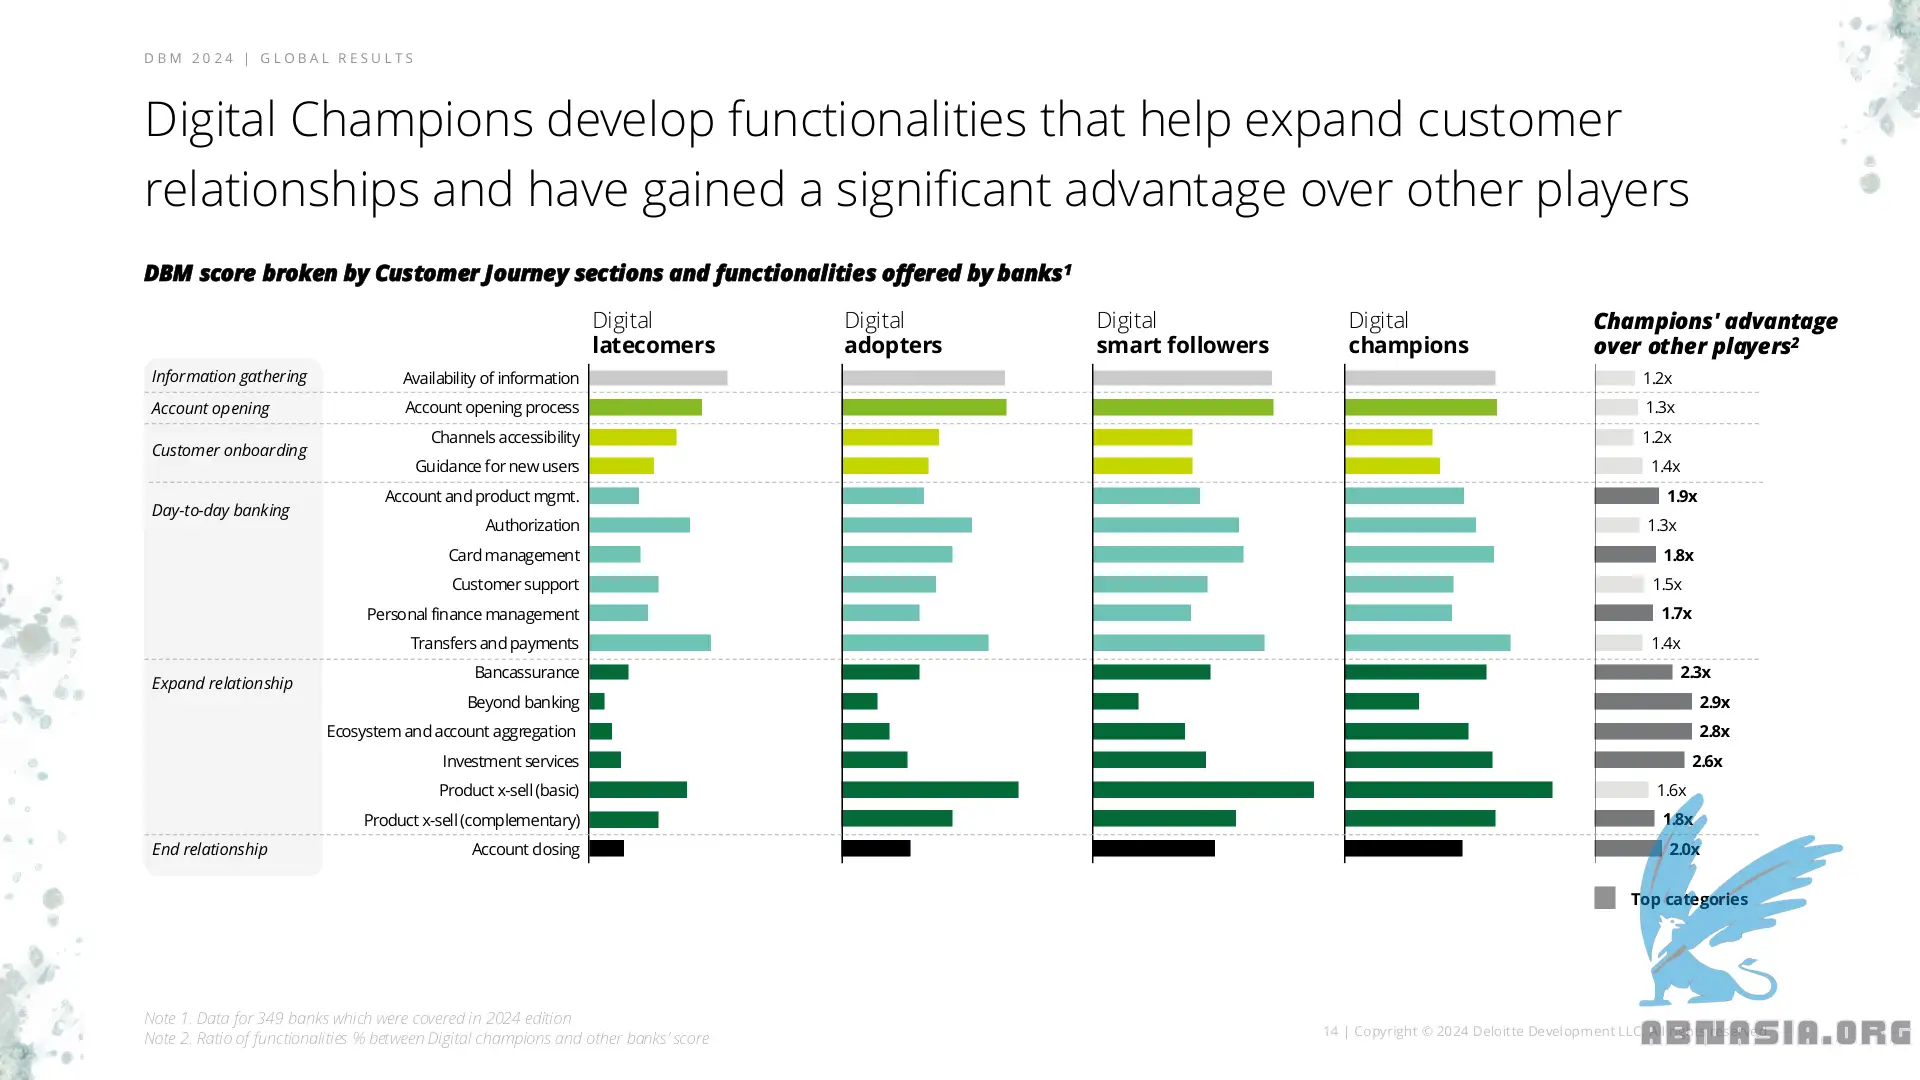 DBM 2024 | GLOBAL RESULTS
Digital Champions develop functionalities that help expand customer
relationships and have gained a significant advantage over other players
DBM score broken by Customer Journey sections and functionalities offered by banks¹
Digital
latecomers
Digital
adopters
Digital
smart followers
Digital
champions
Champions' advantage
over other players²
Information gathering
Availability of information
1.2x
Account opening
Account opening process
1.3x
Customer onboarding
Channels accessibility
1.2x
Guidance for new users
1.4x
Day-to-day banking
Account and product mgmt.
1.9x
Authorization
1.3x
Card management
1.8x
Customer support
1.5x
Personal finance management
1.7x
Transfers and payments
1.4x
Expand relationship
Bancassurance
2.3x
Beyond banking
2.9x
Ecosystem and account aggregation
2.8x
Investment services
2.6x
Product x-sell (basic)
1.6x
Product x-sell (complementary)
1.8x
End relationship
Account closing
2.0x
Top categories
Note 1. Data for 349 banks which were covered in 2024 edition
Note 2. Ratio of functionalities % between Digital champions and other banks' score
14 | Copyright © 2024 Deloitte Development LLC. All rights reserved.
ABNASIA.ORG